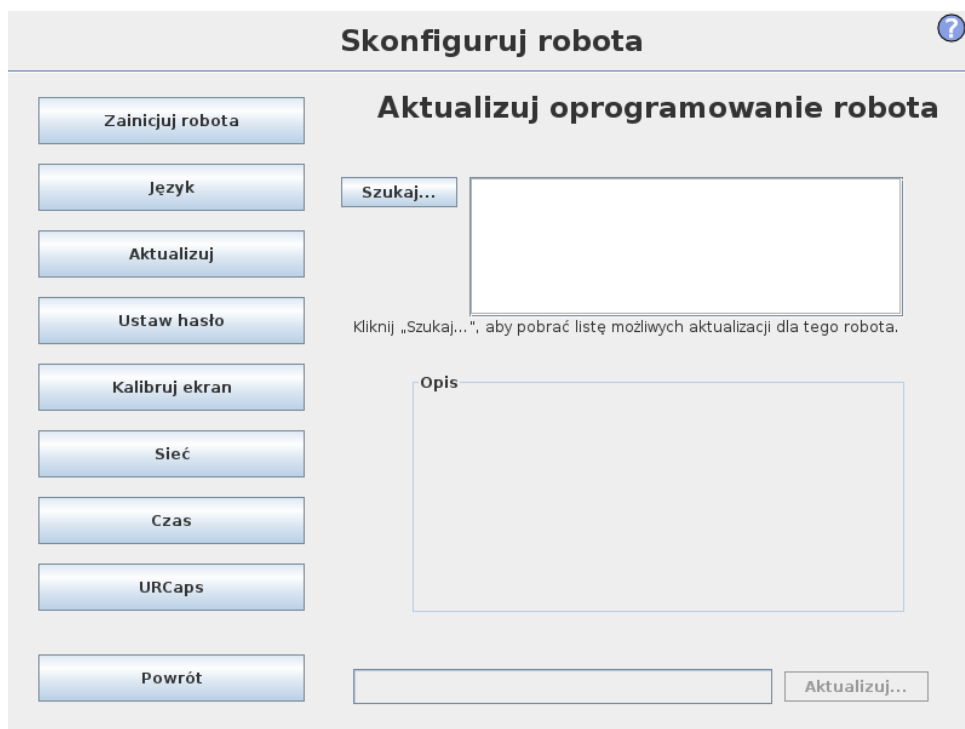 Skonfiguruj robota
?
Zainicjuj robota
Język
Aktualizuj
Ustaw hasło
Kalibruj ekran
Sieć
Czas
URCaps
Powrót
Aktualizuj oprogramowanie robota
Szukaj...
Kliknij „Szukaj...", aby pobrać listę możliwych aktualizacji dla tego robota.
Opis
Aktualizuj...